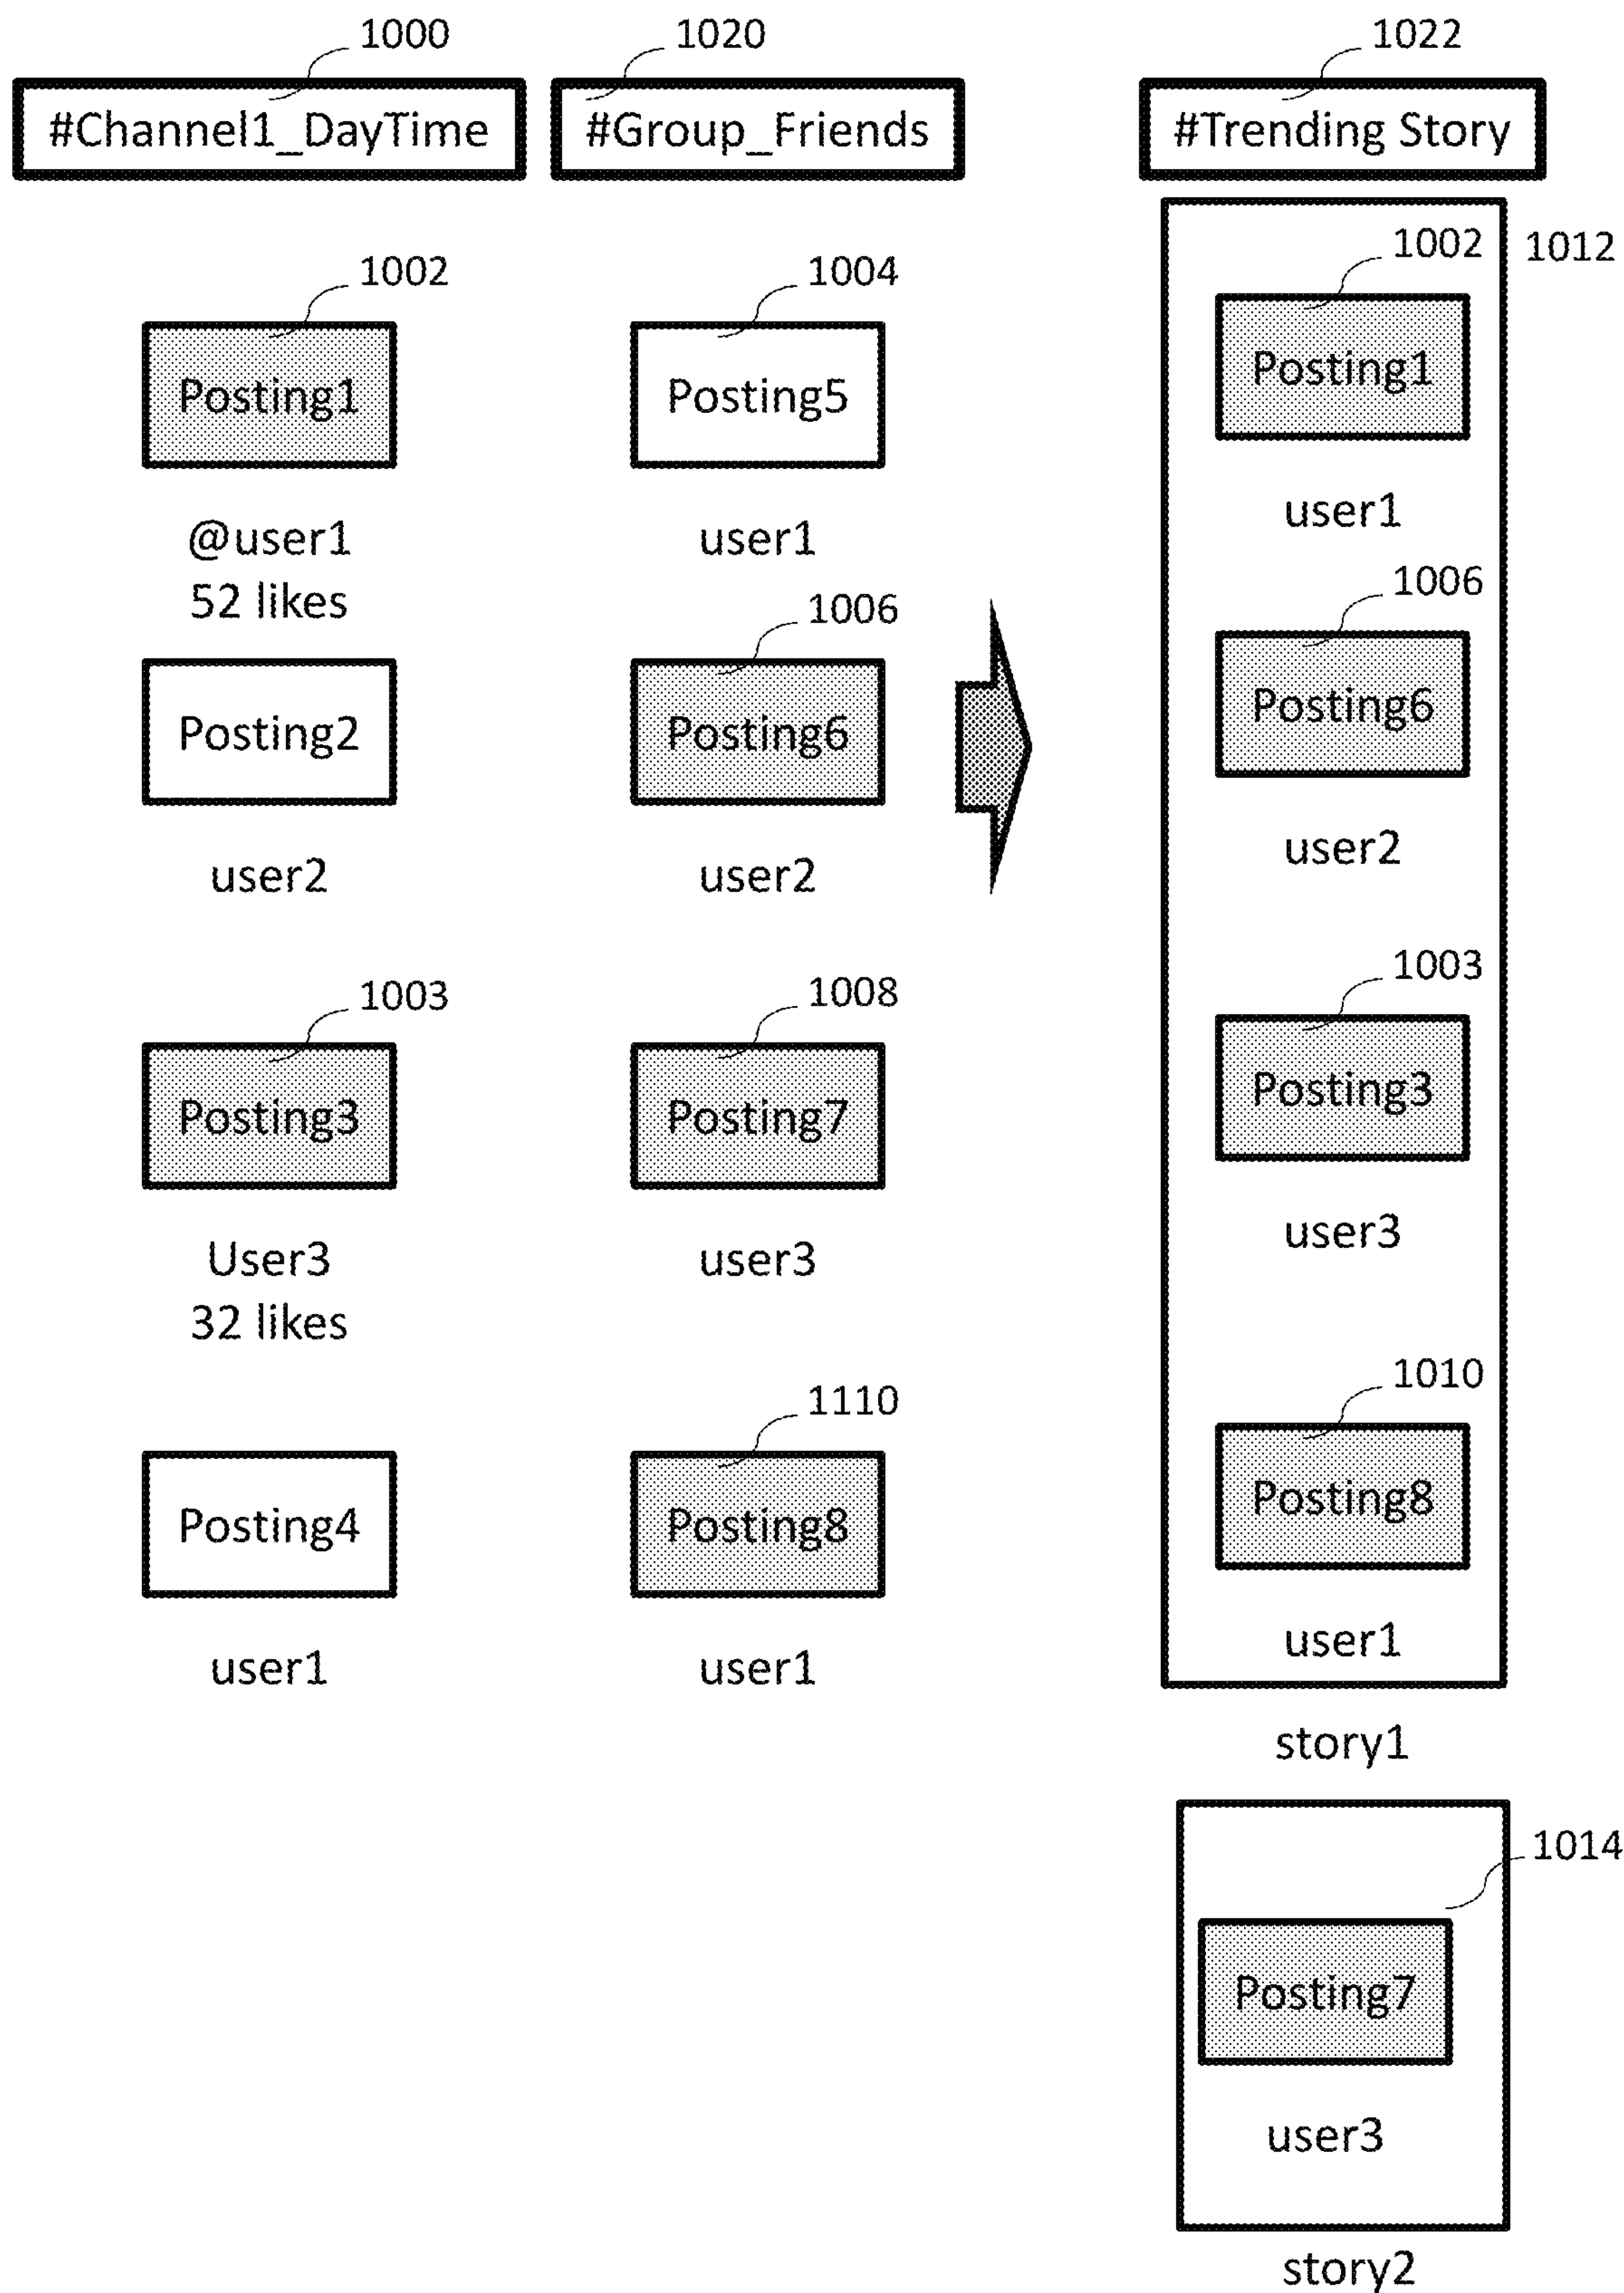 1000
#Channel1_DayTime
1002
Posting1
@user1
52 likes
Posting2
user2
1003
Posting3
User3
32 likes
Posting4
user1
1020
#Group_Friends
1004
Posting5
user1
1006
Posting6
user2
1008
Posting7
user3
1110
Posting8
user1
1022
#Trending Story
1012
1002
Posting1
user1
1006
Posting6
user2
1003
Posting3
user3
1010
Posting8
user1
story1
1014
Posting7
user3
story2